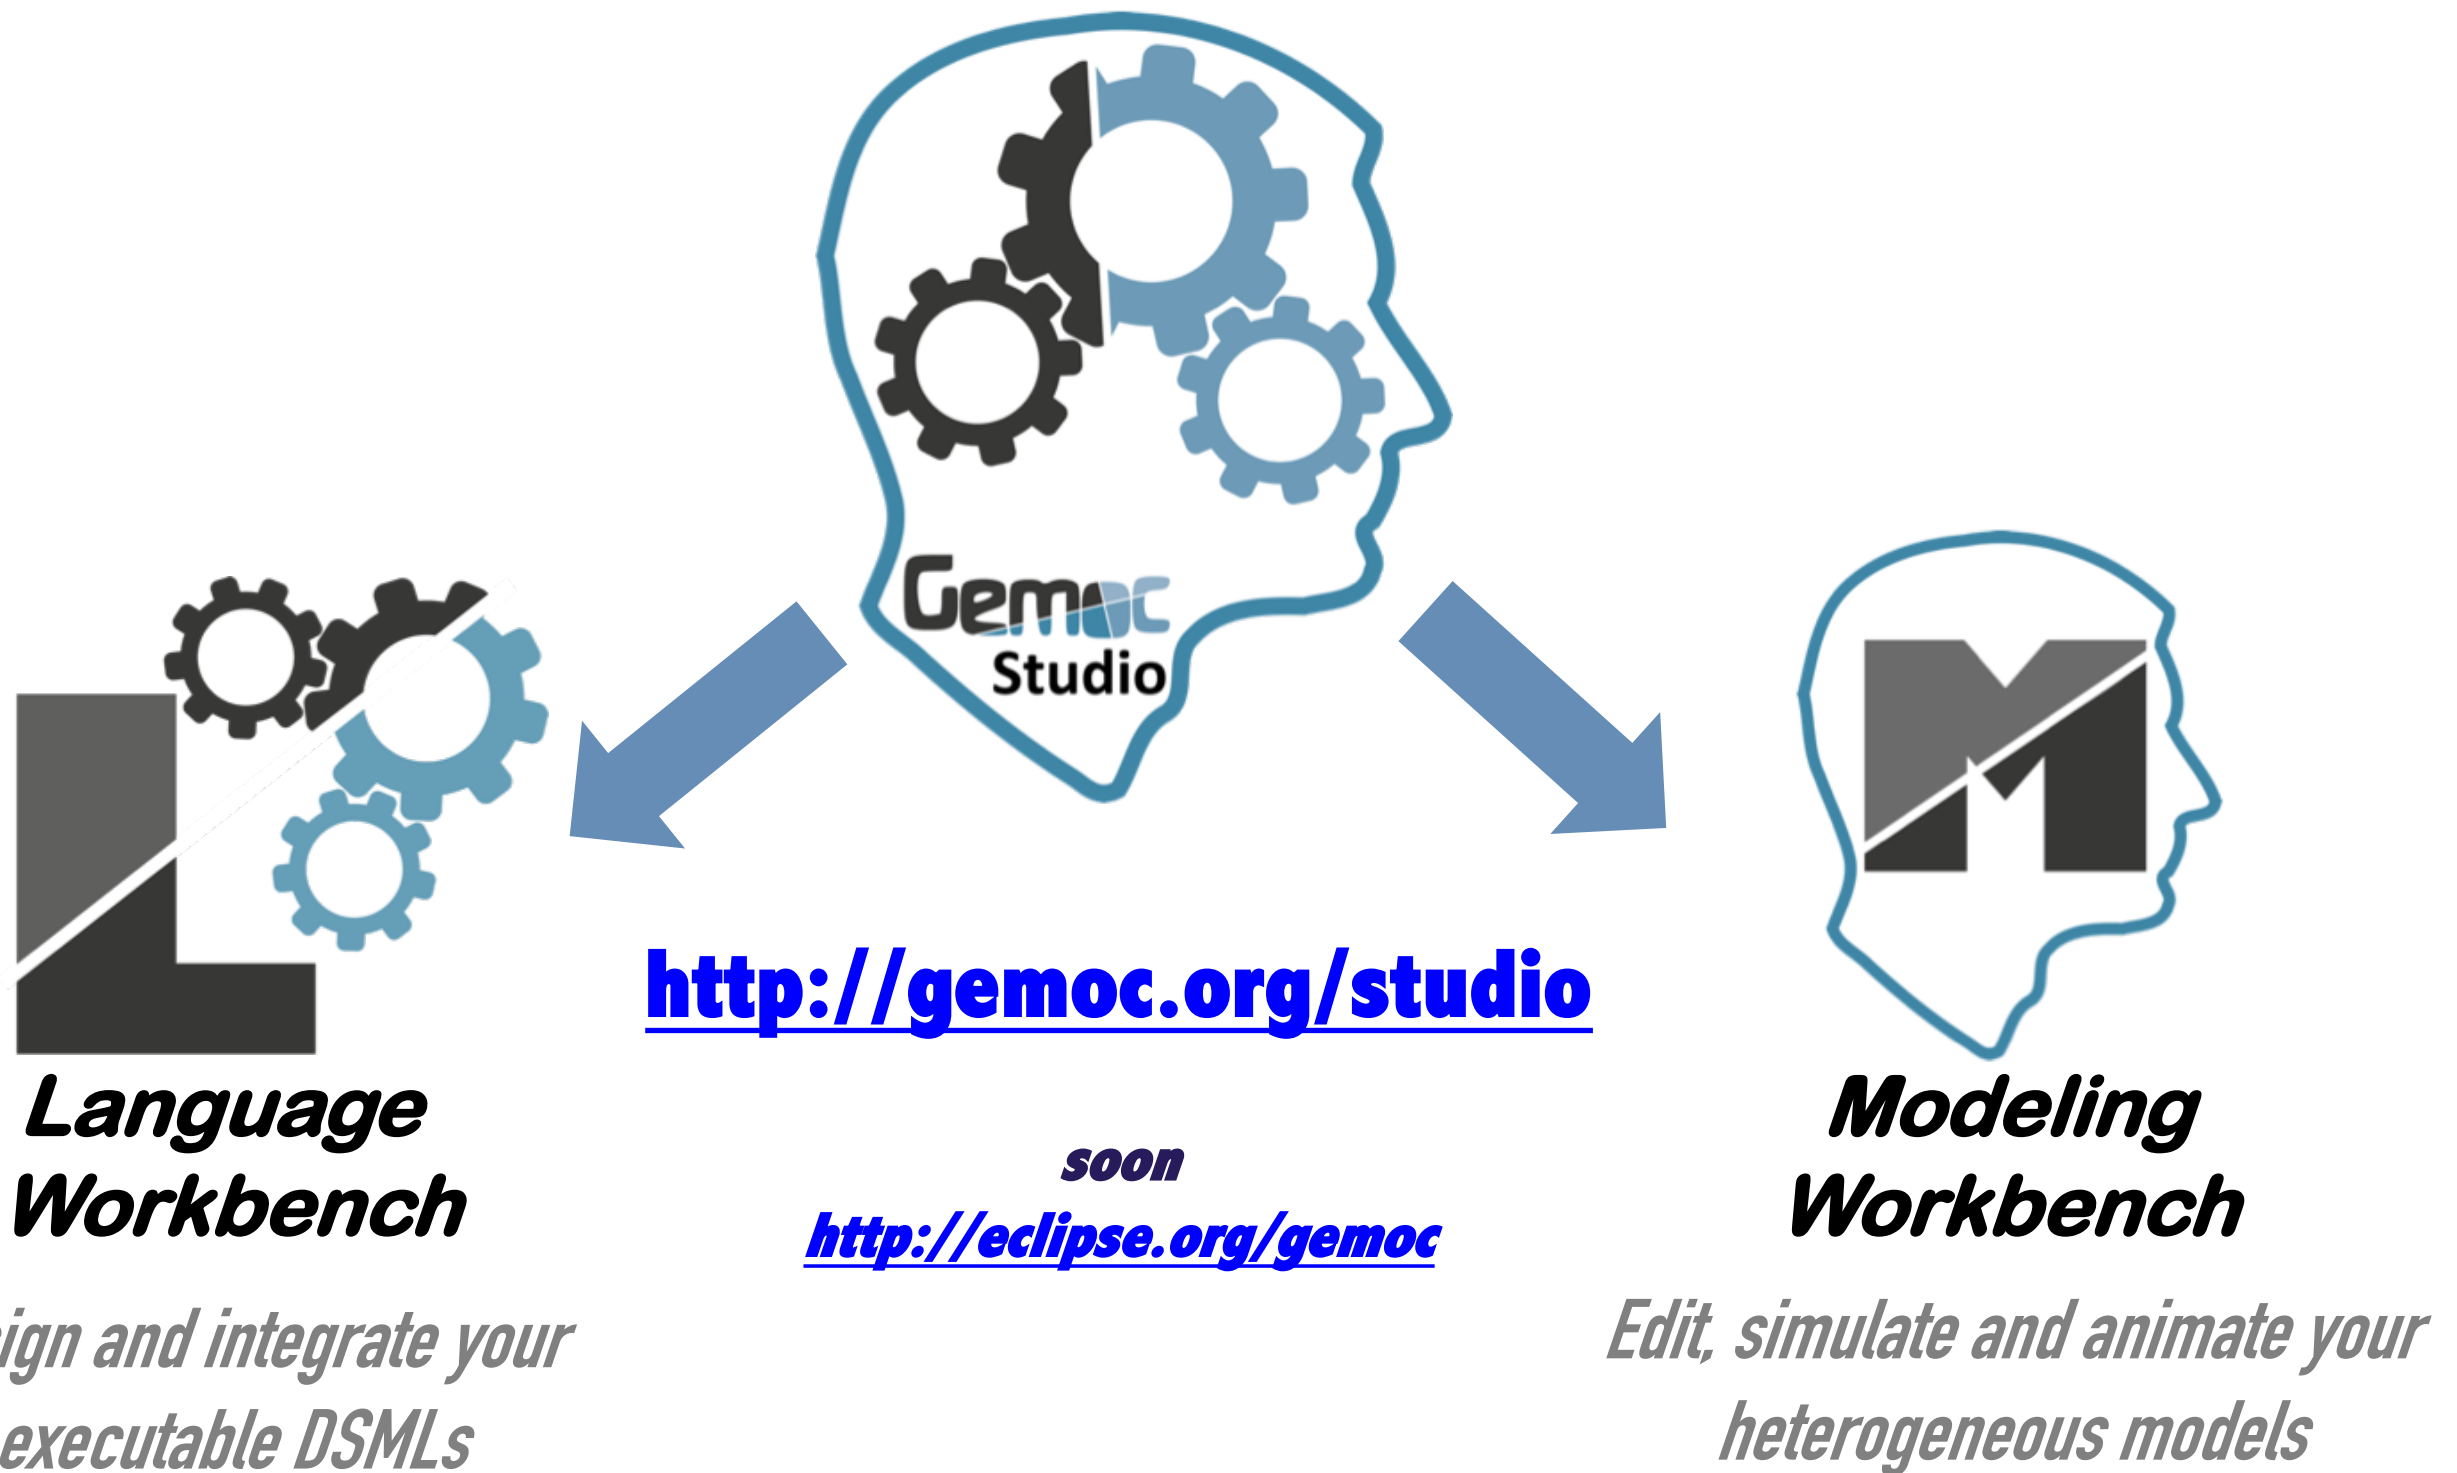 Gemoc
Studio
http://gemoc.org/studio
Language
Workbench
soon
http://eclipse.org/gemoc
Modeling
Workbench
and integrate your
executable DSMLs
Edit, simulate and animate your
heterogeneous models
L
M